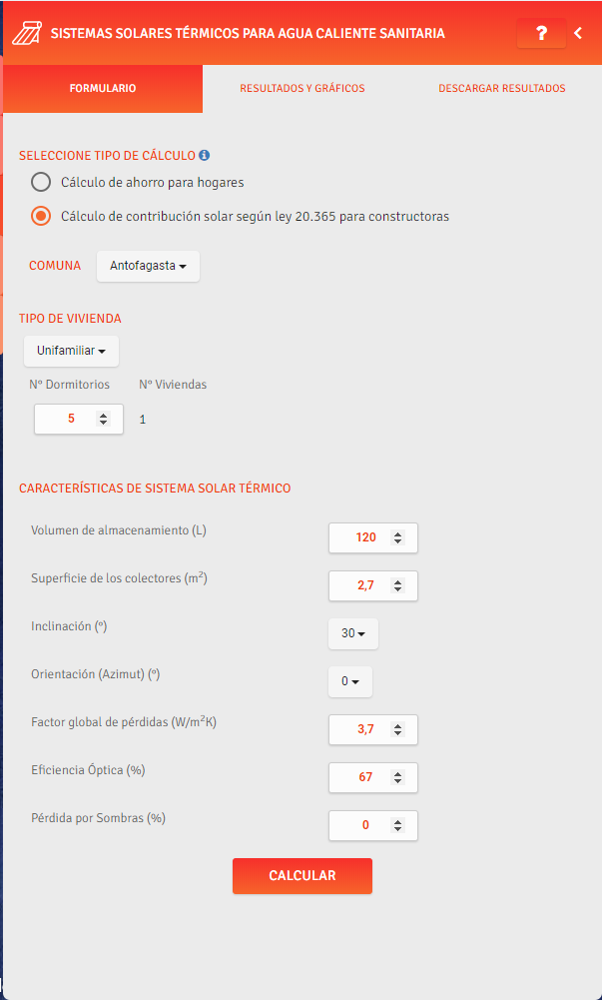 SISTEMAS SOLARES TÉRMICOS PARA AGUA CALIENTE SANITARIA ?
FORMULARIO RESULTADOS Y GRÁFICOS DESCARGAR RESULTADOS
SELECCIONE TIPO DE CÁLCULO i
Cálculo de ahorro para hogares
Cálculo de contribución solar según ley 20.365 para constructoras
COMUNA Antofagasta
TIPO DE VIVIENDA
Unifamiliar
Nº Dormitorios Nº Viviendas
5 1
CARACTERÍSTICAS DE SISTEMA SOLAR TÉRMICO
Volumen de almacenamiento (L) 120
Superficie de los colectores (m²) 2,7
Inclinación (º) 30
Orientación (Azimut) (º) 0
Factor global de pérdidas (W/m²K) 3,7
Eficiencia Óptica (%) 67
Pérdida por Sombras (%) 0
CALCULAR